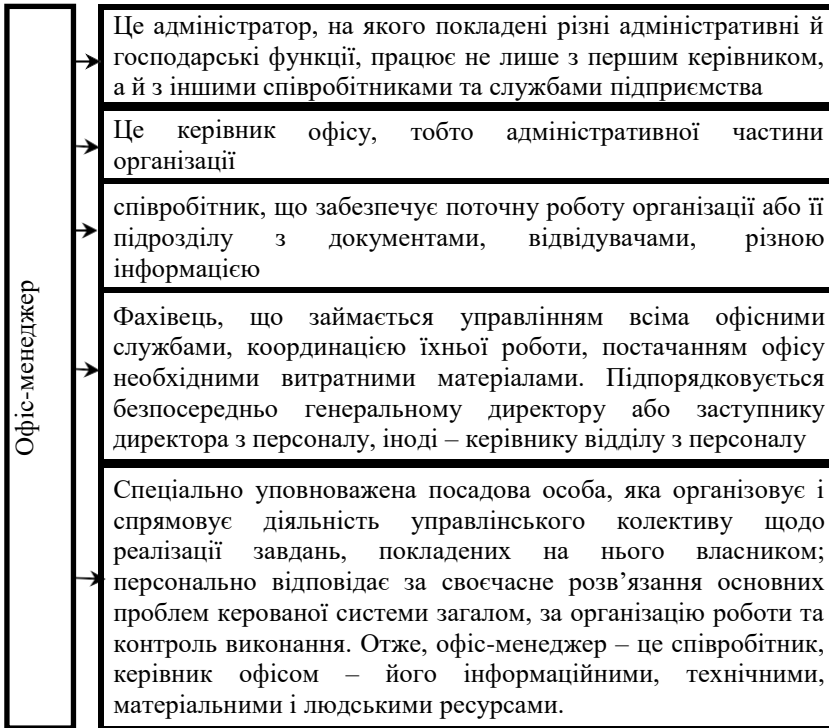 Офіс-менеджер
Це адміністратор, на якого покладені різні адміністративні й
господарські функції, працює не лише з першим керівником,
а й з іншими співробітниками та службами підприємства
Це керівник офісу, тобто адміністративної частини
організації
співробітник, що забезпечує поточну роботу організації або її
підрозділу з документами, відвідувачами, різною
інформацією
Фахівець, що займається управлінням всіма офісними
службами, координацією їхньої роботи, постачанням офісу
необхідними витратними матеріалами. Підпорядковується
безпосередньо генеральному директору або заступнику
директора з персоналу, іноді – керівнику відділу з персоналу
Спеціально уповноважена посадова особа, яка організовує і
спрямовує діяльність управлінського колективу щодо
реалізації завдань, покладених на нього власником;
персонально відповідає за своєчасне розв’язання основних
проблем керованої системи загалом, за організацію роботи та
контроль виконання. Отже, офіс-менеджер – це співробітник,
керівник офісом – його інформаційними, технічними,
матеріальними і людськими ресурсами.